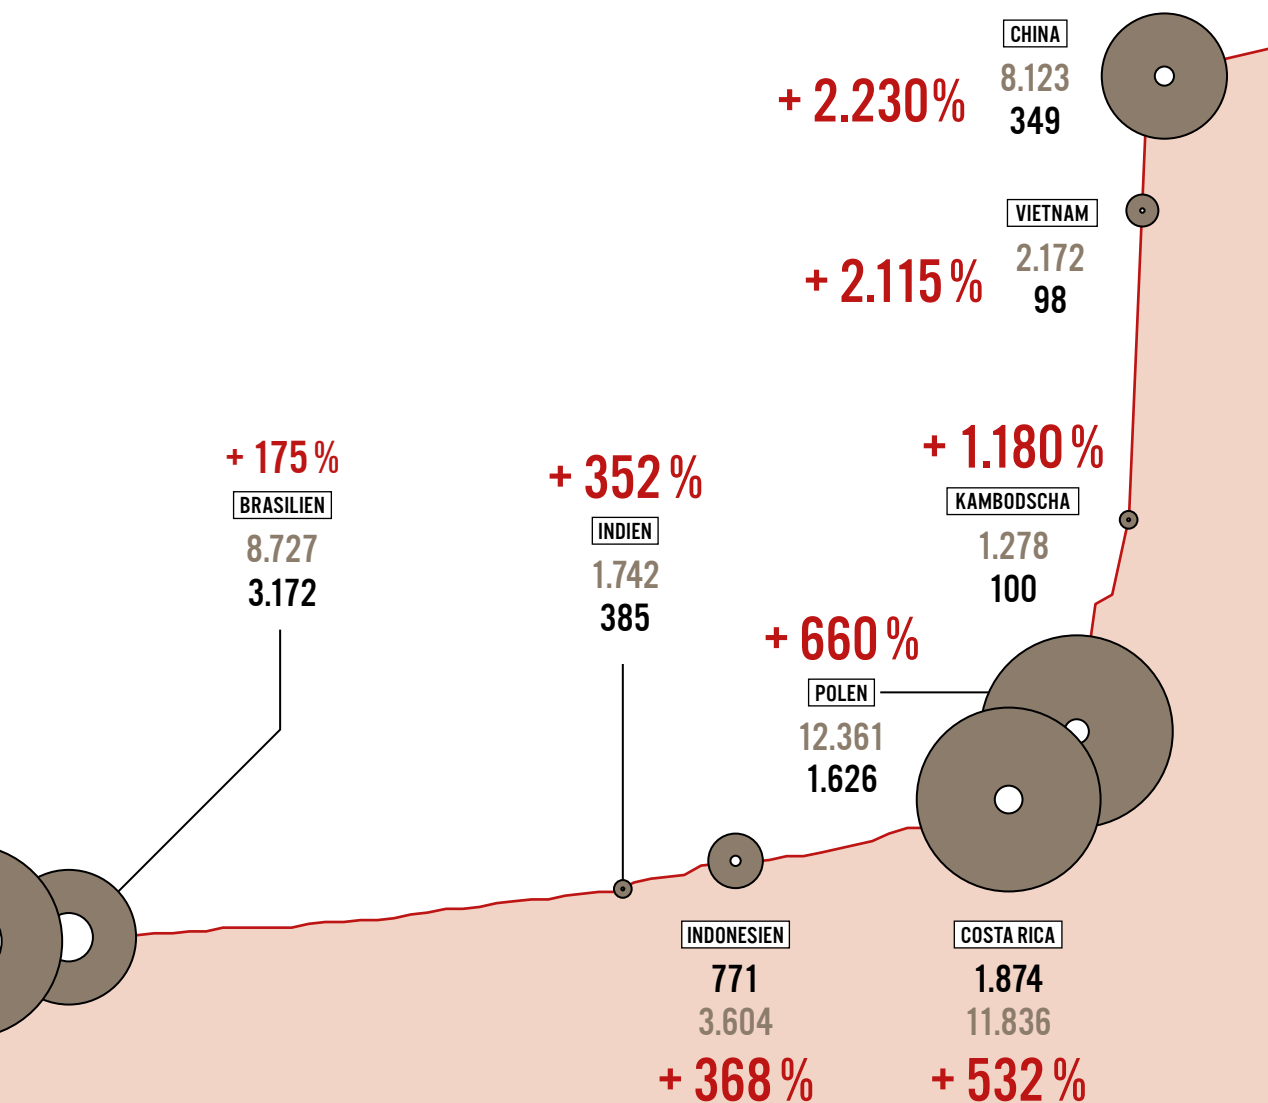 CHINA
8.123
349
+ 2.230%
VIETNAM
2.172
98
+ 2.115 %
+ 175 %
BRASILIEN
8.727
3.172
+ 352 %
INDIEN
1.742
385
+ 1.180 %
KAMBODSCHA
1.278
100
+ 660 %
POLEN
12.361
1.626
INDONESIEN
771
3.604
+ 368 %
COSTA RICA
1.874
11.836
+ 532 %